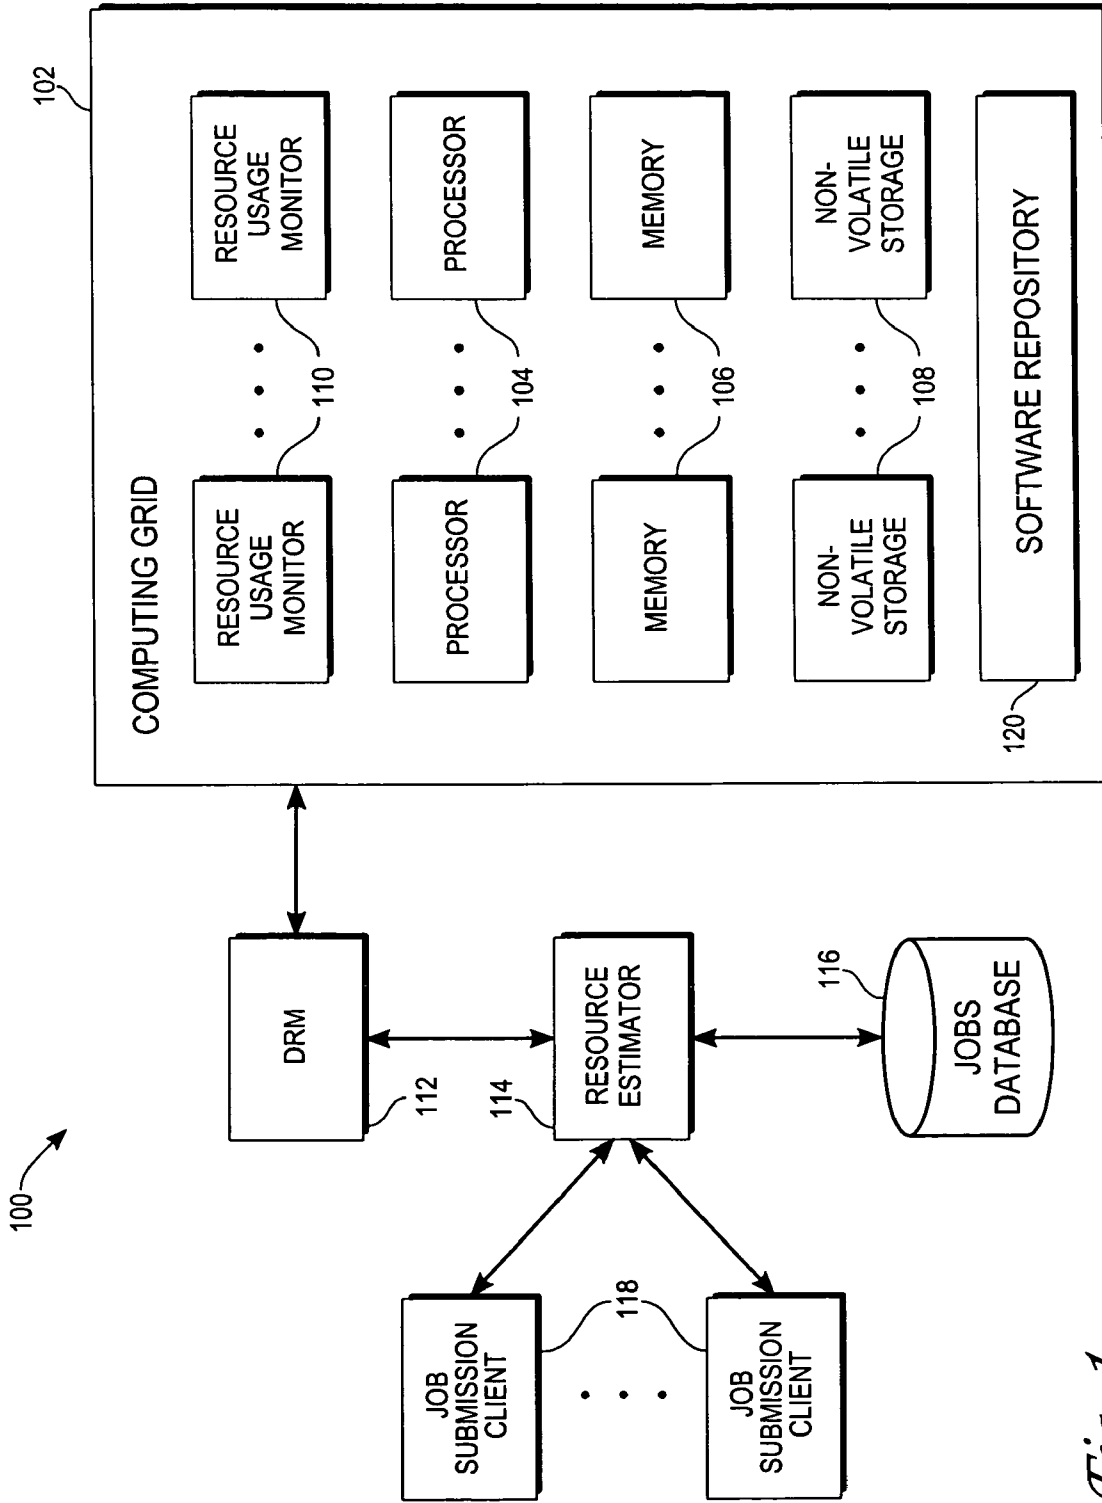 100
102
COMPUTING GRID
RESOURCE
USAGE
MONITOR
110
RESOURCE
USAGE
MONITOR
PROCESSOR
104
PROCESSOR
MEMORY
106
MEMORY
NON-
VOLATILE
STORAGE
108
NON-
VOLATILE
STORAGE
120
SOFTWARE REPOSITORY
DRM
112
114
RESOURCE
ESTIMATOR
116
JOBS
DATABASE
JOB
SUBMISSION
CLIENT
118
JOB
SUBMISSION
CLIENT
Fig. 1